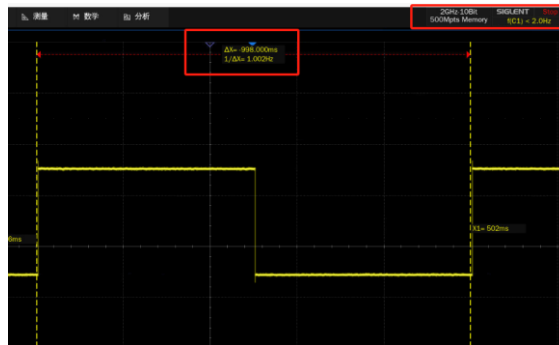 测量 数学 分析
2GHz 10Bit SIGLENT Stop
500Mpts Memory f(C1) < 2.0Hz
ΔX= -998.000ms
1/ΔX= 1.002Hz
X1= 502ms
6ms